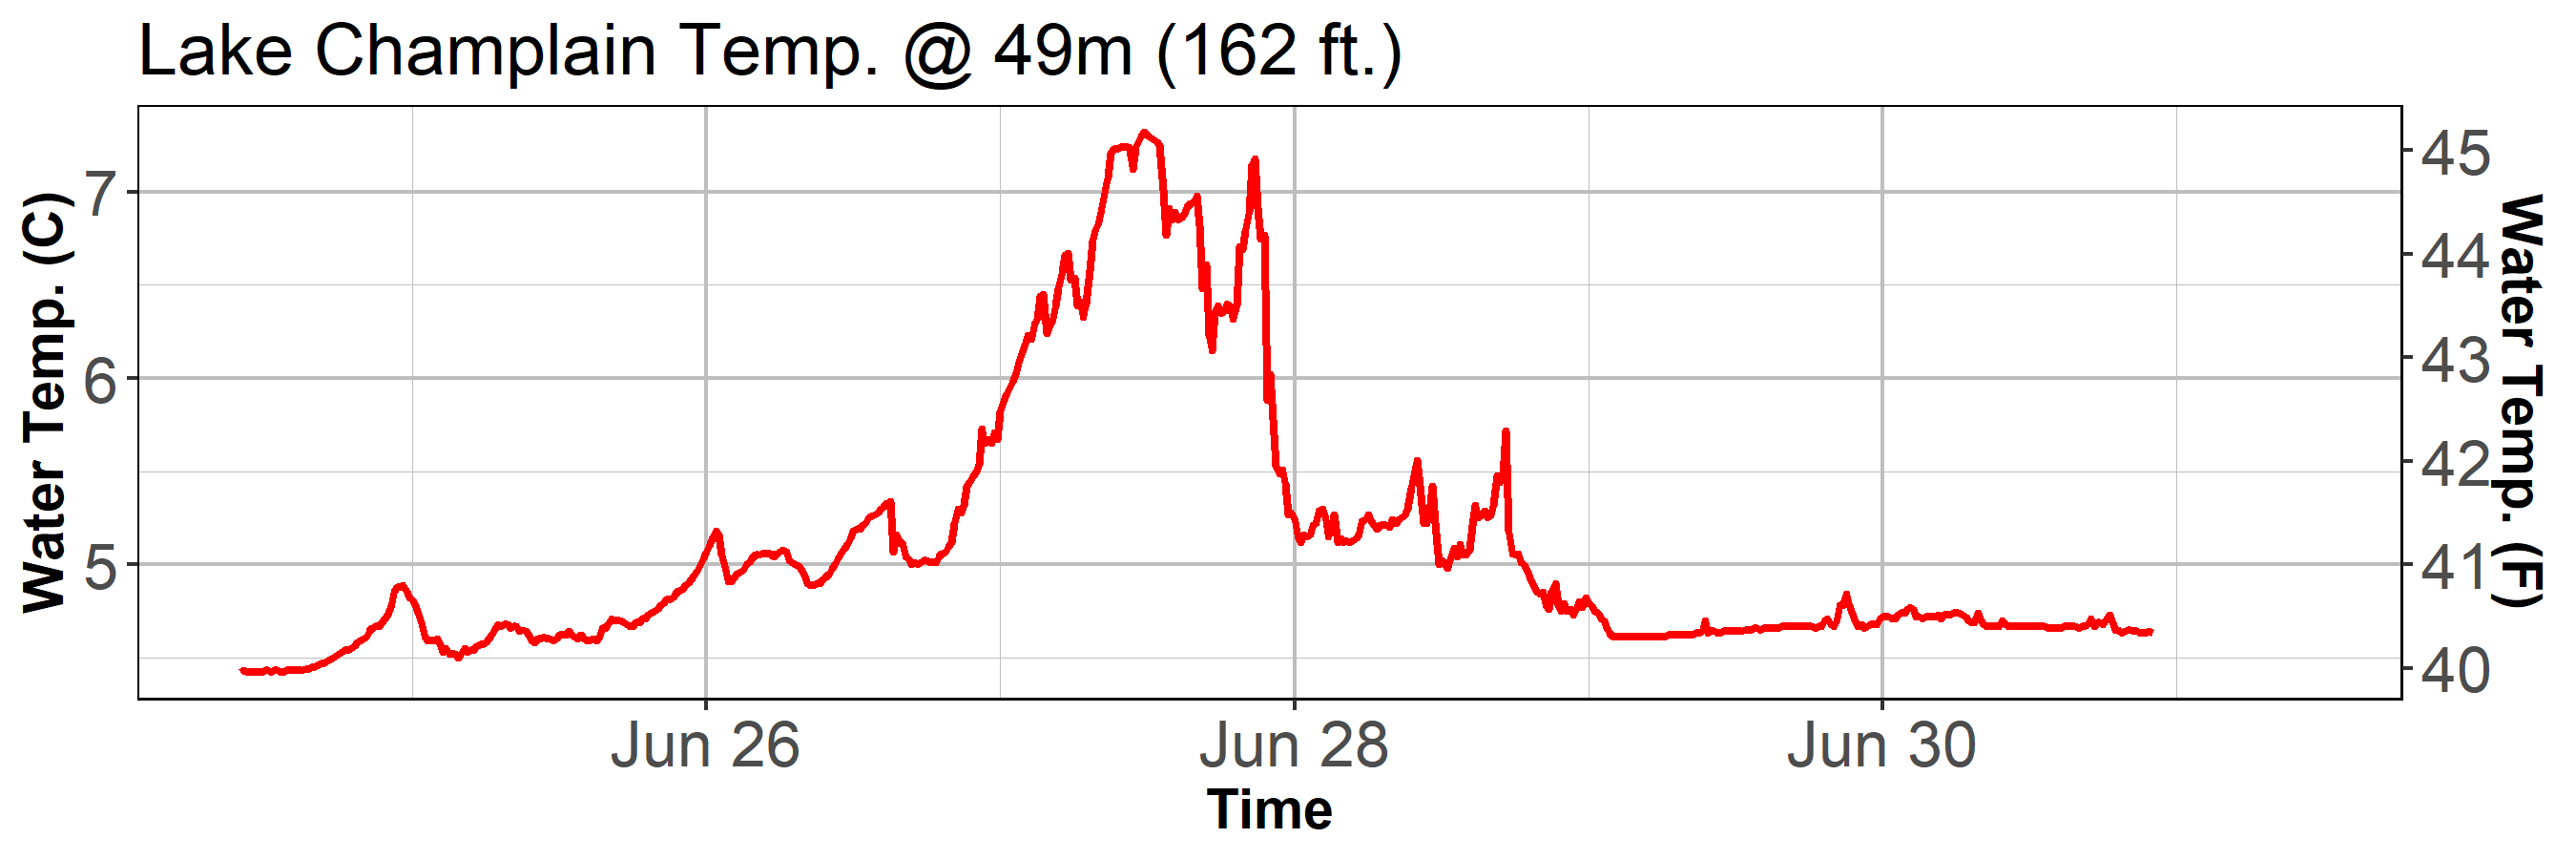 Lake Champlain Temp. @ 49m (162 ft.)
Water Temp. (C)
7
6
5
45
44
43
42
41
40
Water Temp. (F)
Jun 26
Jun 28
Jun 30
Time